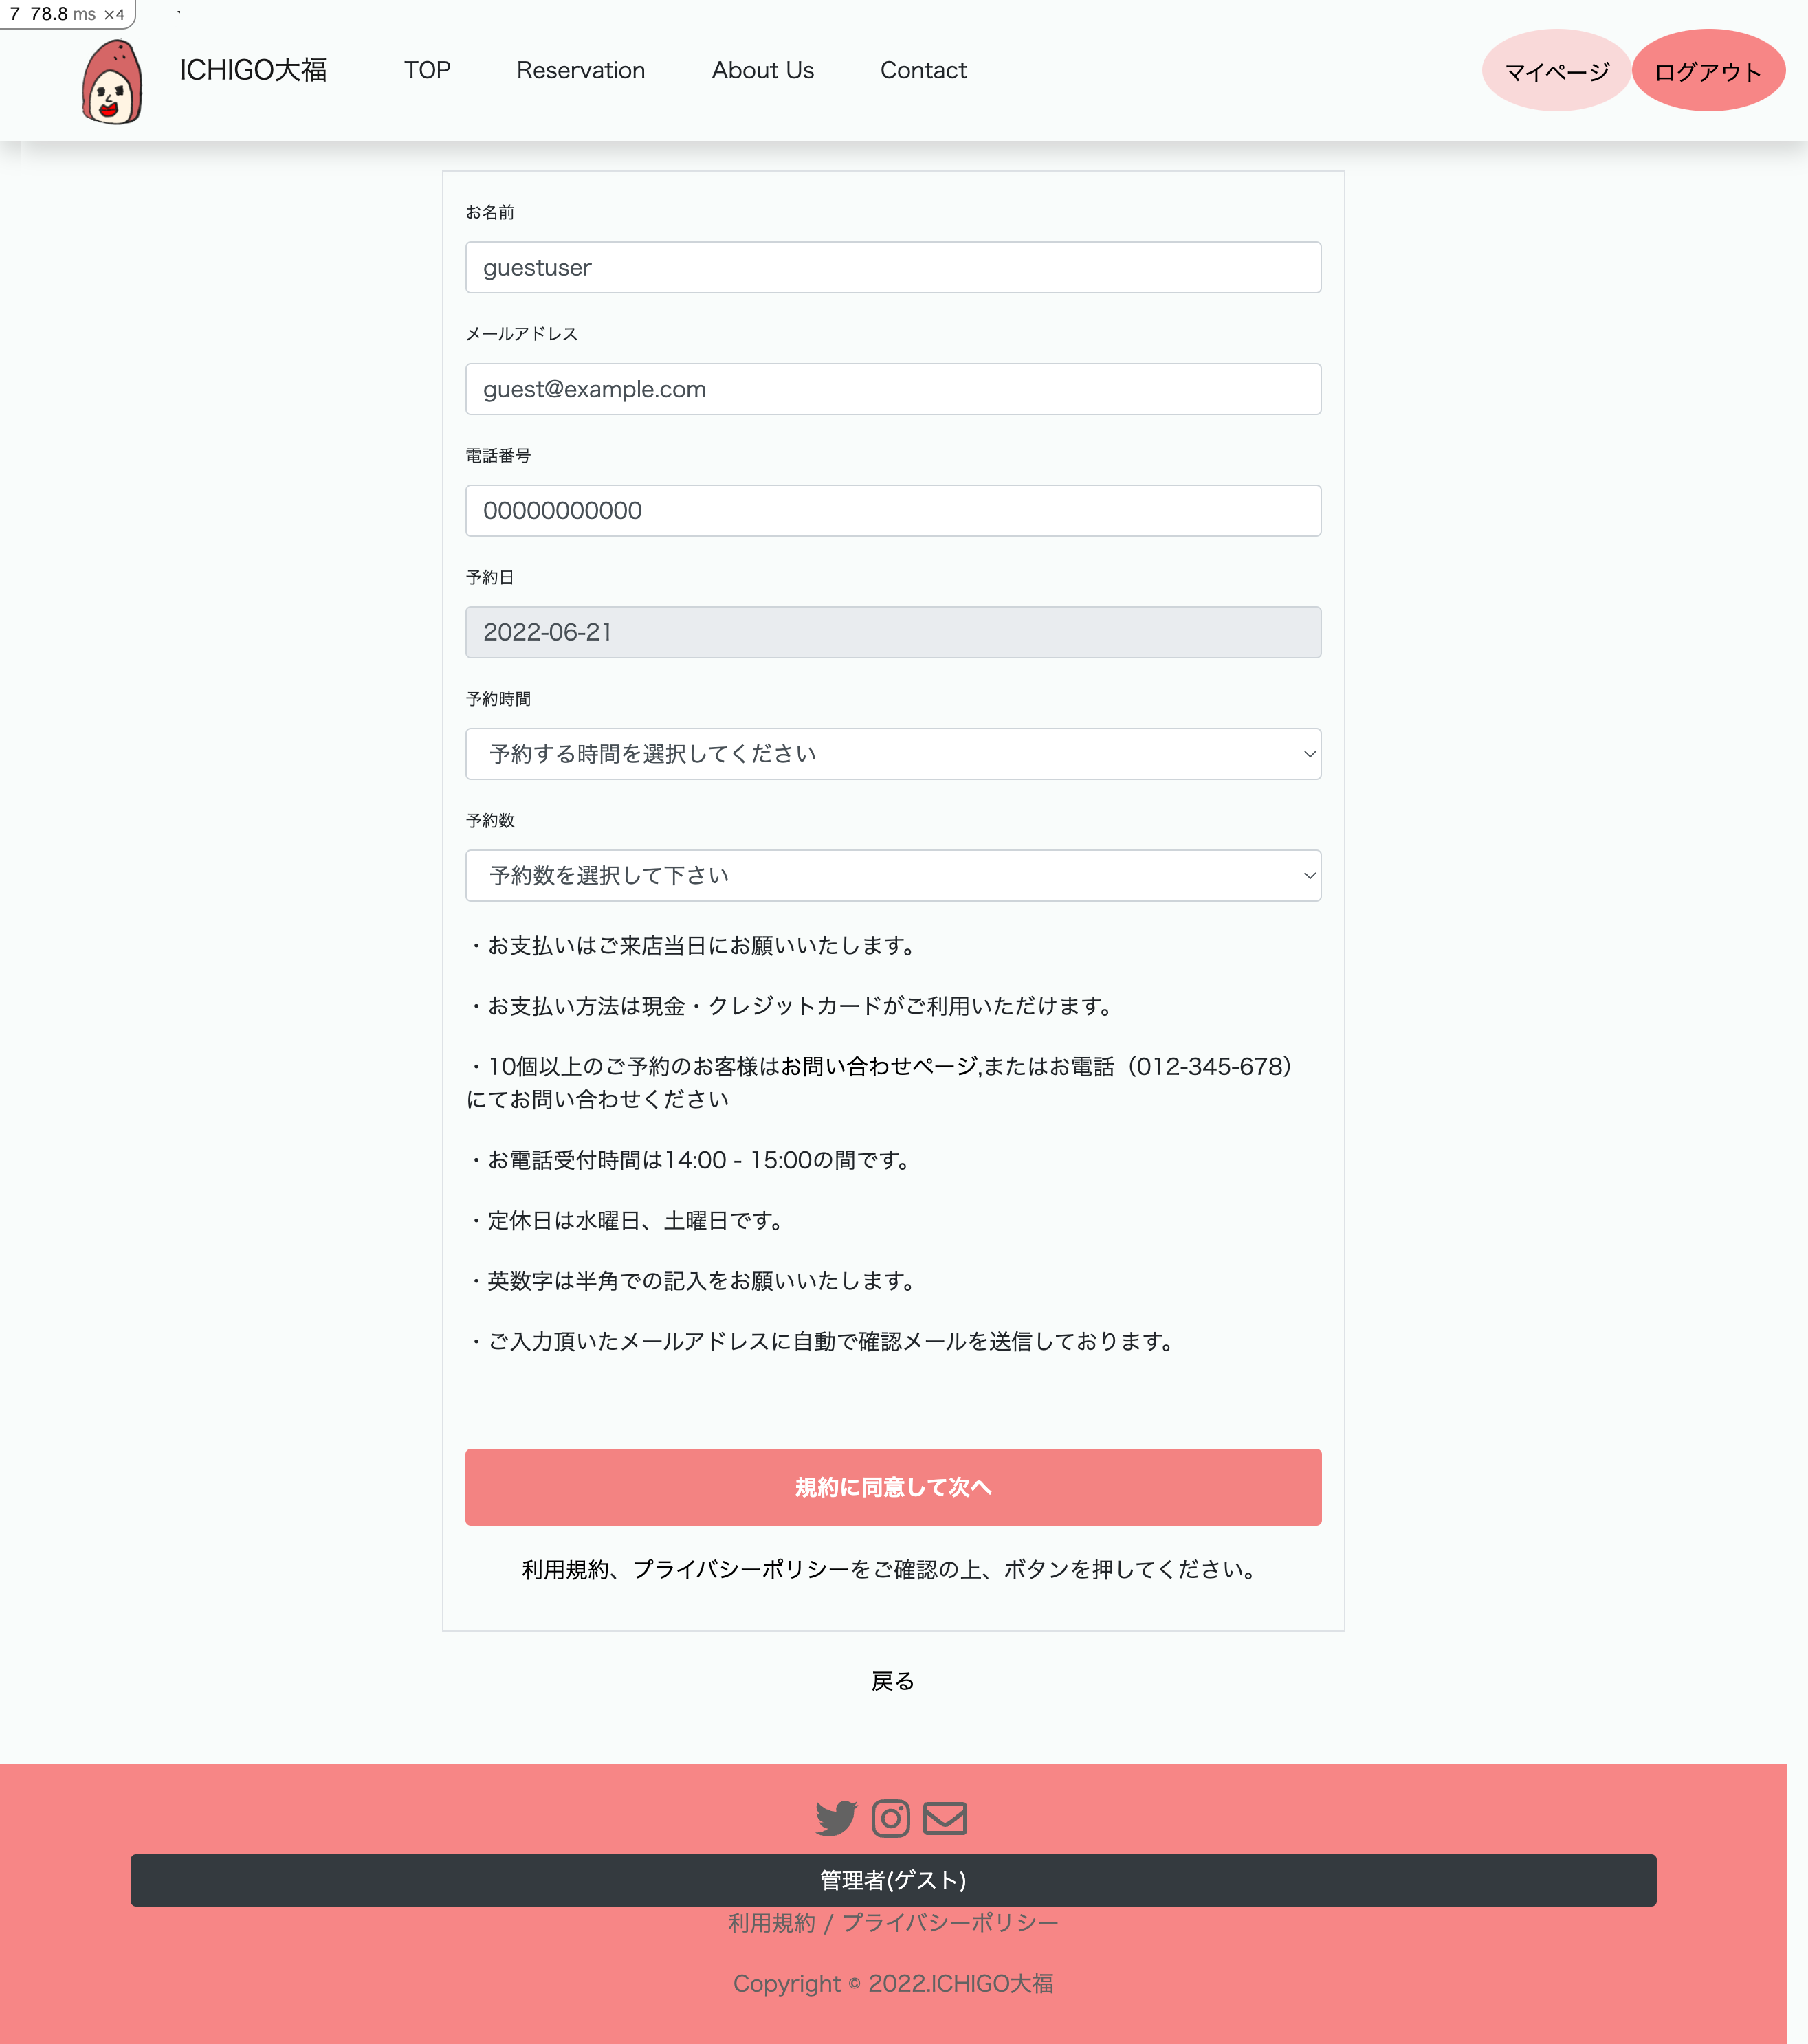 7 78.8 ms ×4
ICHIGO大福 TOP Reservation About Us Contact マイページ ログアウト
お名前
guestuser
メールアドレス
guest@example.com
電話番号
00000000000
予約日
2022-06-21
予約時間
予約する時間を選択してください
予約数
予約数を選択して下さい
・お支払いはご来店当日にお願いいたします。
・お支払い方法は現金・クレジットカードがご利用いただけます。
・10個以上のご予約のお客様はお問い合わせページ,またはお電話（012-345-678）
にてお問い合わせください
・お電話受付時間は14:00 - 15:00の間です。
・定休日は水曜日、土曜日です。
・英数字は半角での記入をお願いいたします。
・ご入力頂いたメールアドレスに自動で確認メールを送信しております。
規約に同意して次へ
利用規約、プライバシーポリシーをご確認の上、ボタンを押してください。
戻る
管理者(ゲスト)
利用規約 / プライバシーポリシー
Copyright © 2022.ICHIGO大福